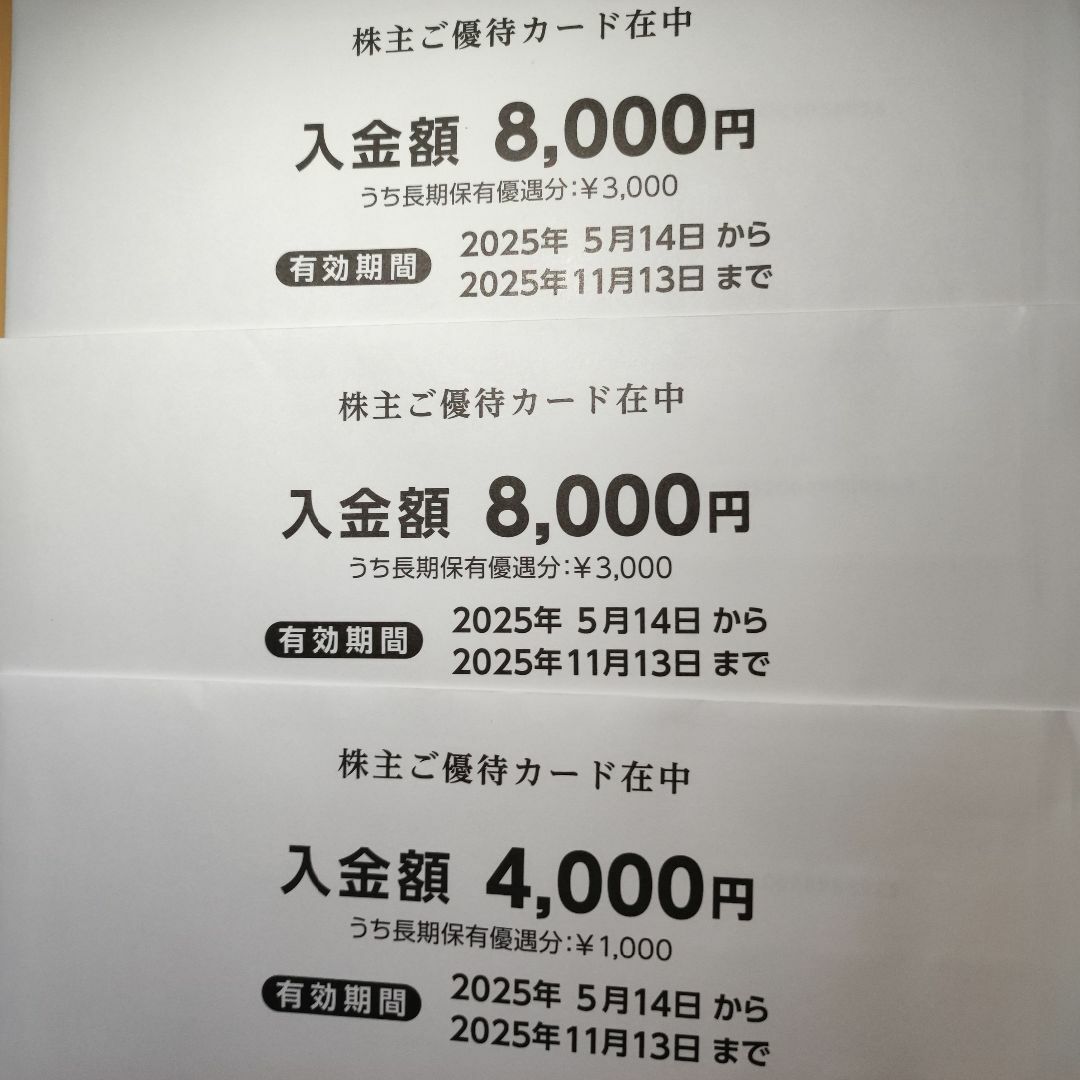 株主ご優待カード在中
入金額 8,000円
うち長期保有優遇分:¥3,000
有効期間
2025年 5月14日 から
2025年11月13日 まで
株主ご優待カード在中
入金額 8,000円
うち長期保有優遇分:¥3,000
有効期間
2025年 5月14日 から
2025年11月13日 まで
株主ご優待カード在中
入金額 4,000円
うち長期保有優遇分:¥1,000
有効期間
2025年 5月14日 から
2025年11月13日 まで